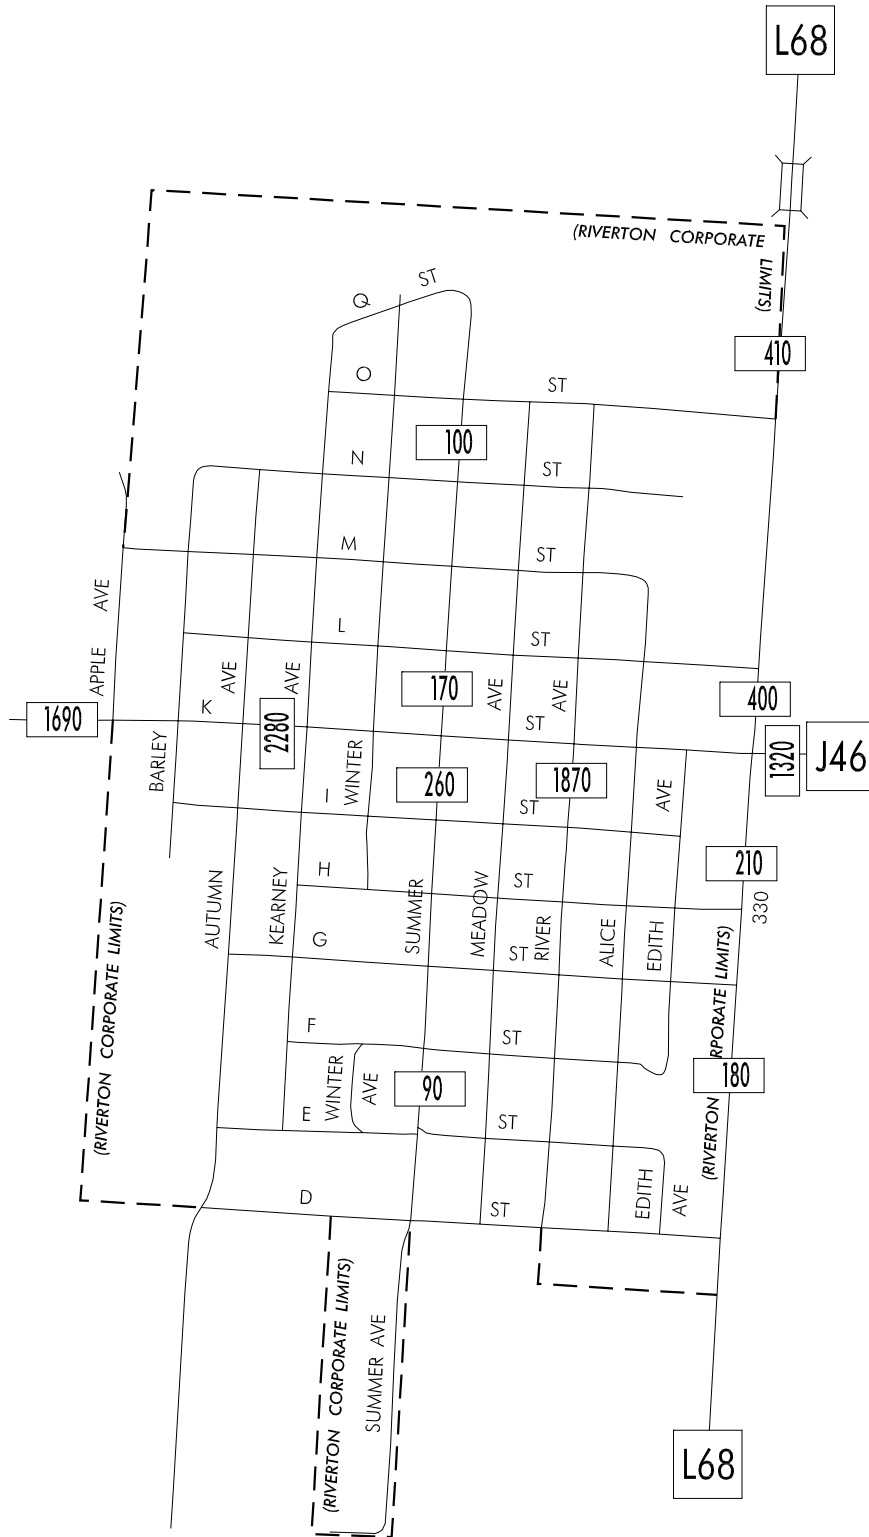 L68
(RIVERTON CORPORATE
LIMITS)
Q ST
410
O ST
100
N ST
M ST
APPLE AVE
L ST
AVE
AVE
170
AVE
AVE
400
K ST
1690
2280
1320
J46
BARLEY
WINTER
260
1870
AVE
I ST
210
H ST
330
AUTUMN
KEARNEY
SUMMER
MEADOW
RIVER
ALICE
EDITH
G ST
(RIVERTON CORPORATE LIMITS)
(RIVERTON RPORATE LIMITS)
F ST
180
WINTER AVE
90
E ST
EDITH AVE
D ST
(RIVERTON CORPORATE LIMITS)
SUMMER AVE
L68